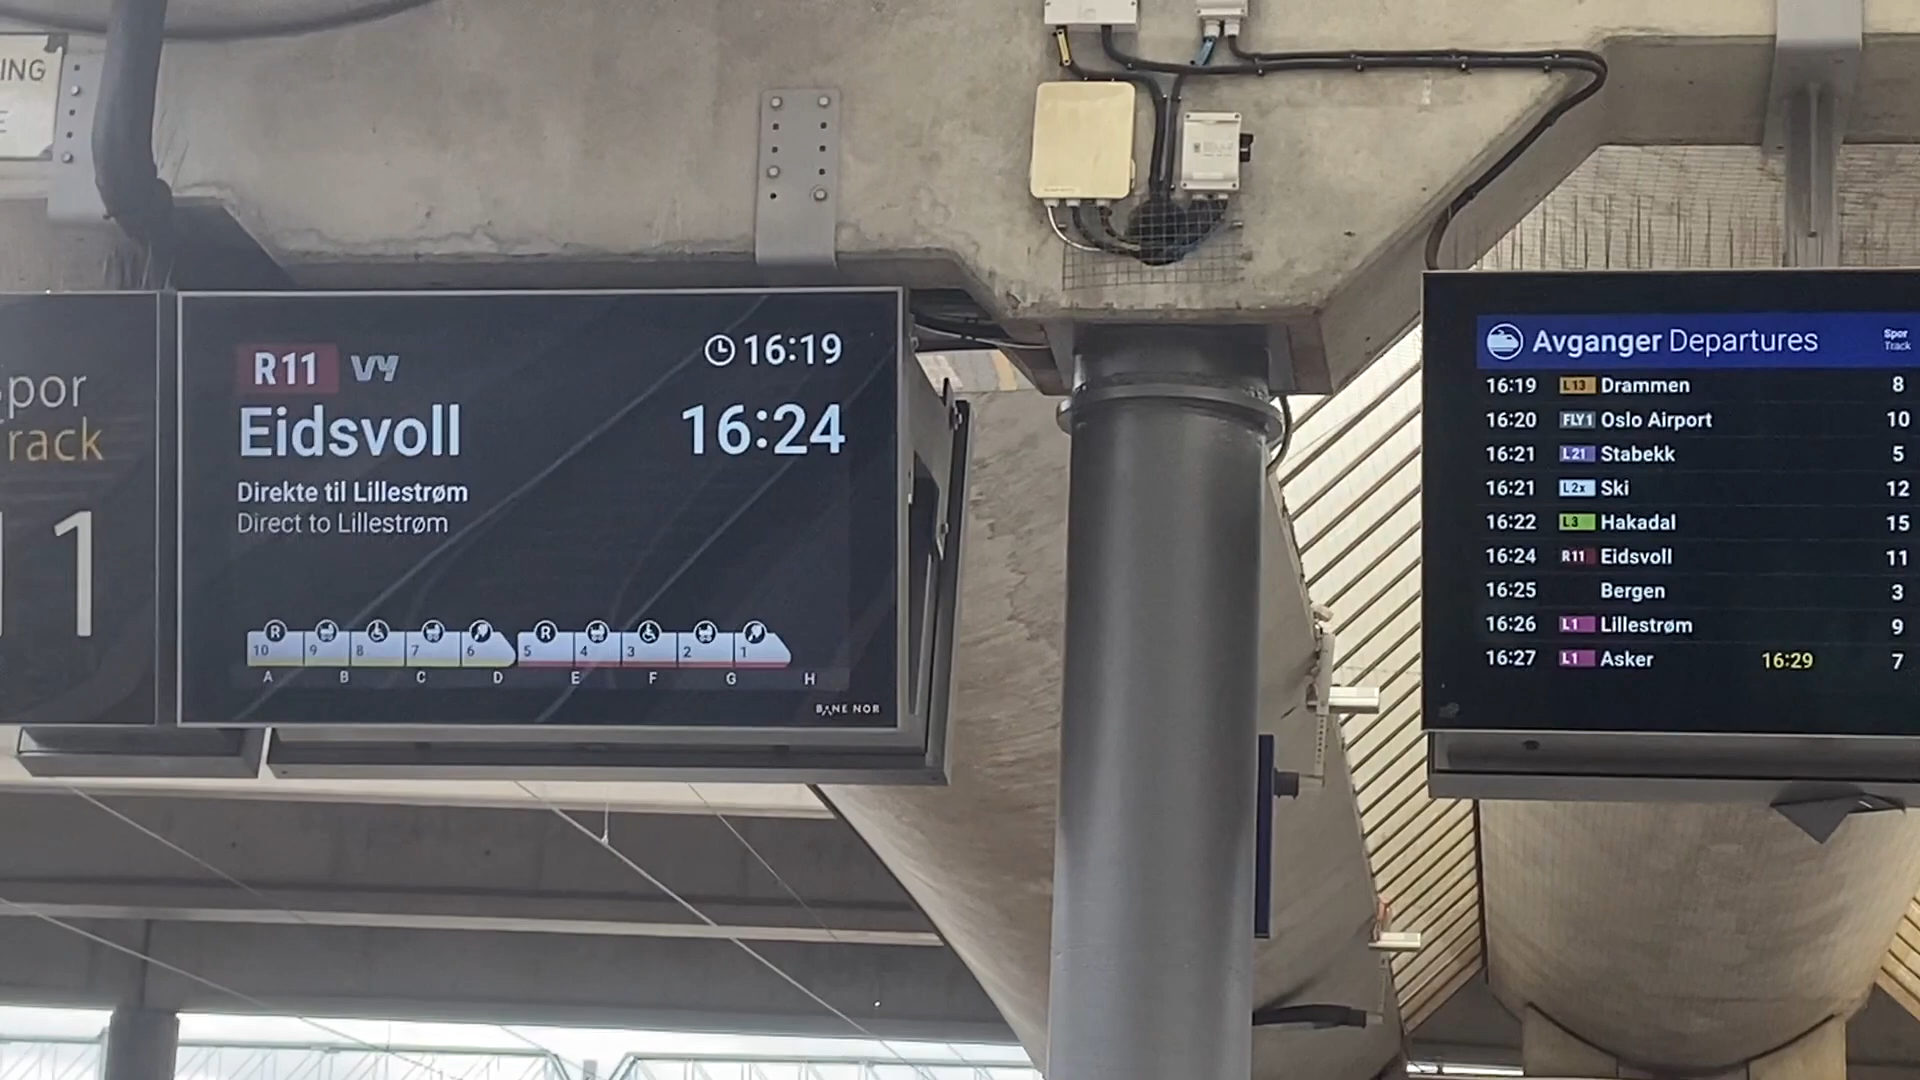 ING
E
Spor
Track
11
R11 VY
16:19
Eidsvoll 16:24
Direkte til Lillestrøm
Direct to Lillestrøm
R R
10 9 8 7 6 5 4 3 2 1
A B C D E F G H
BANE NOR
Avganger Departures Spor
Track
16:19 L13 Drammen 8
16:20 FLY1 Oslo Airport 10
16:21 L21 Stabekk 5
16:21 L2x Ski 12
16:22 L3 Hakadal 15
16:24 R11 Eidsvoll 11
16:25 Bergen 3
16:26 L1 Lillestrøm 9
16:27 L1 Asker 16:29 7